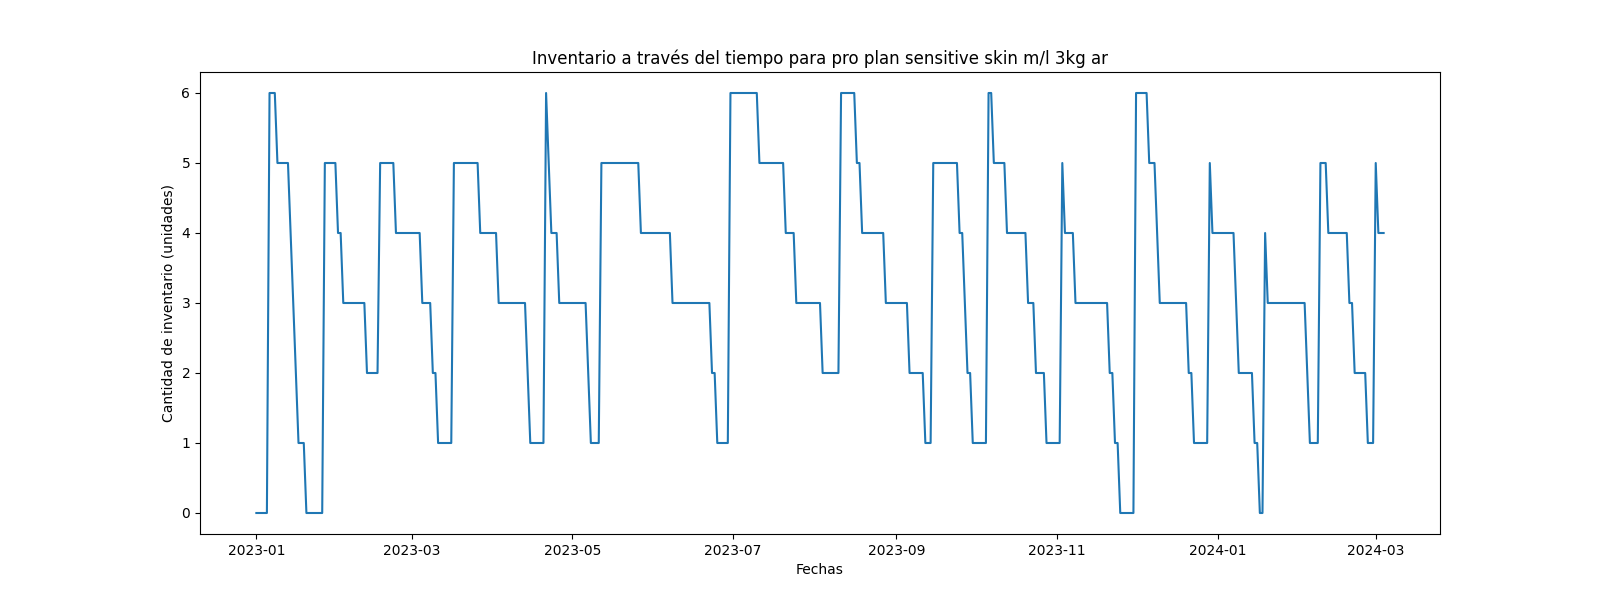 Inventario a través del tiempo para pro plan sensitive skin m/l 3kg ar
Cantidad de inventario (unidades)
6
5
4
3
2
1
0
2023-01 2023-03 2023-05 2023-07 2023-09 2023-11 2024-01 2024-03
Fechas